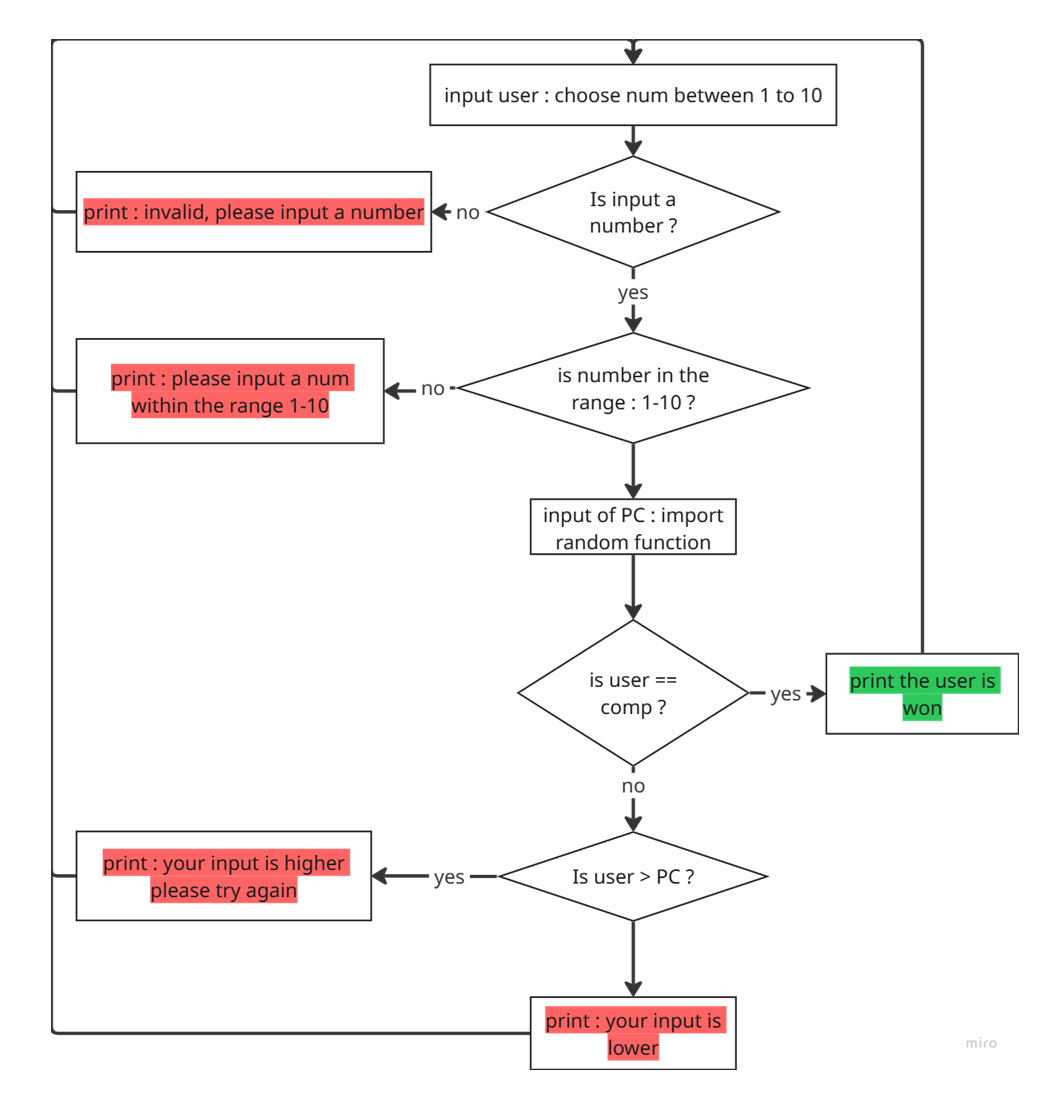 input user : choose num between 1 to 10
Is input a
number ?
no
print : invalid, please input a number
yes
is number in the
range : 1-10 ?
no
print : please input a num
within the range 1-10
input of PC : import
random function
is user ==
comp ?
yes
print the user is
won
no
Is user > PC ?
yes
print : your input is higher
please try again
print : your input is
lower
miro